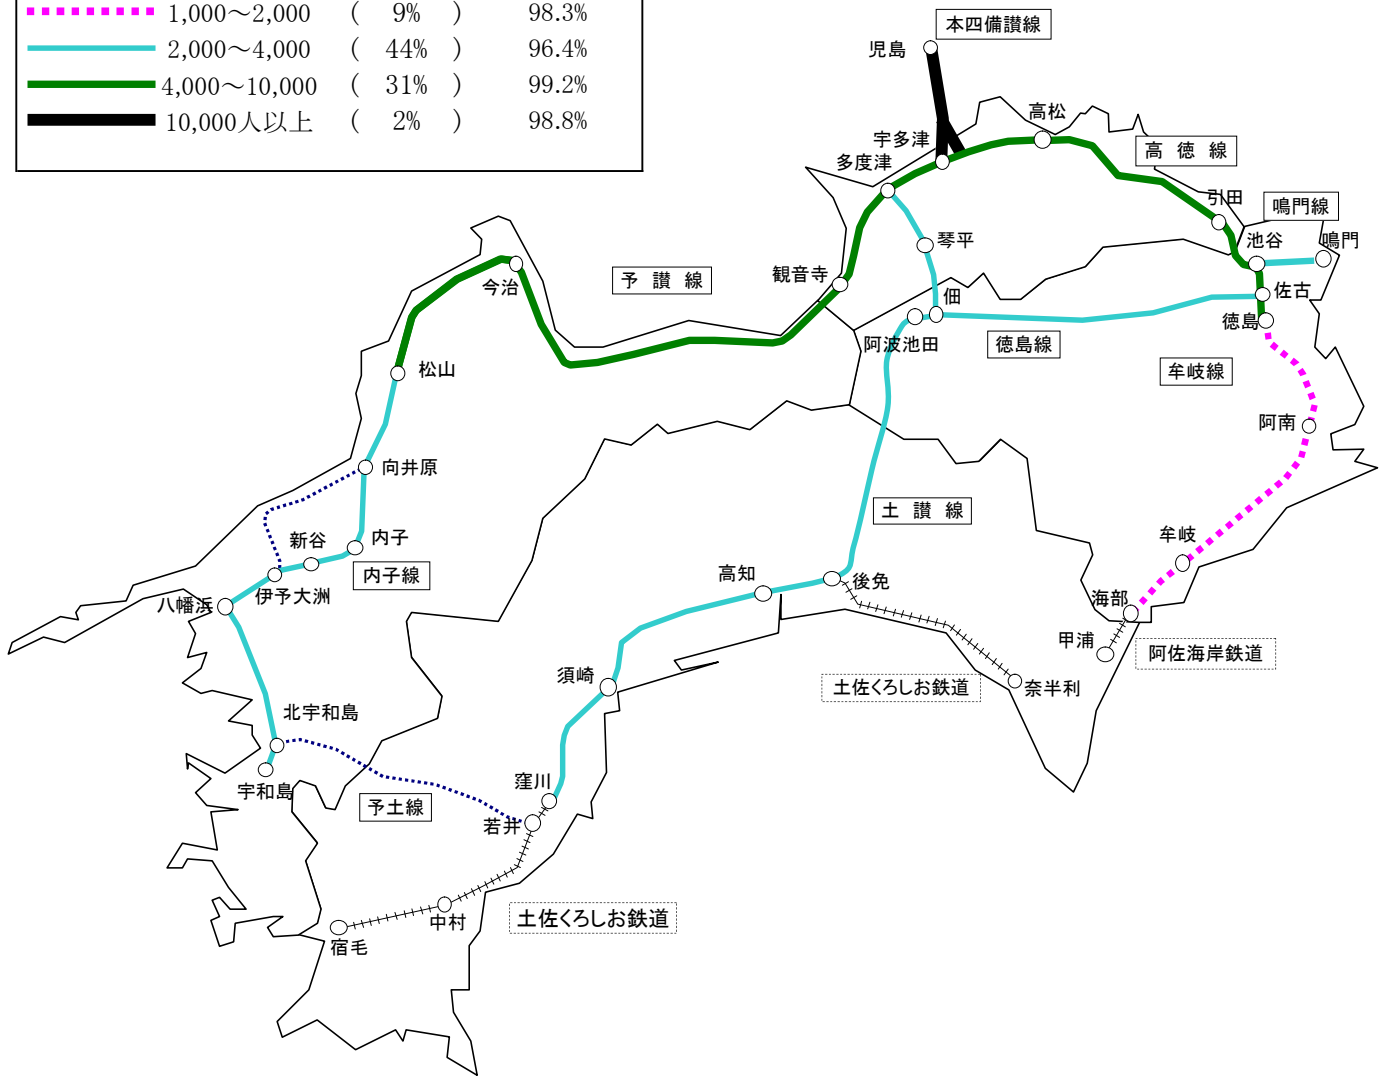 1,000～2,000 ( 9% ) 98.3%
2,000～4,000 ( 44% ) 96.4%
4,000～10,000 ( 31% ) 99.2%
10,000人以上 ( 2% ) 98.8%
本四備讃線
児島
高松
宇多津
高徳線
多度津
引田
鳴門線
琴平
池谷
鳴門
観音寺
予讃線
今治
佃
佐古
徳島
阿波池田
徳島線
松山
牟岐線
阿南
向井原
土讃線
新谷
内子
牟岐
内子線
高知
後免
伊予大洲
八幡浜
海部
甲浦
阿佐海岸鉄道
須崎
土佐くろしお鉄道
奈半利
北宇和島
窪川
宇和島
予土線
若井
中村
土佐くろしお鉄道
宿毛